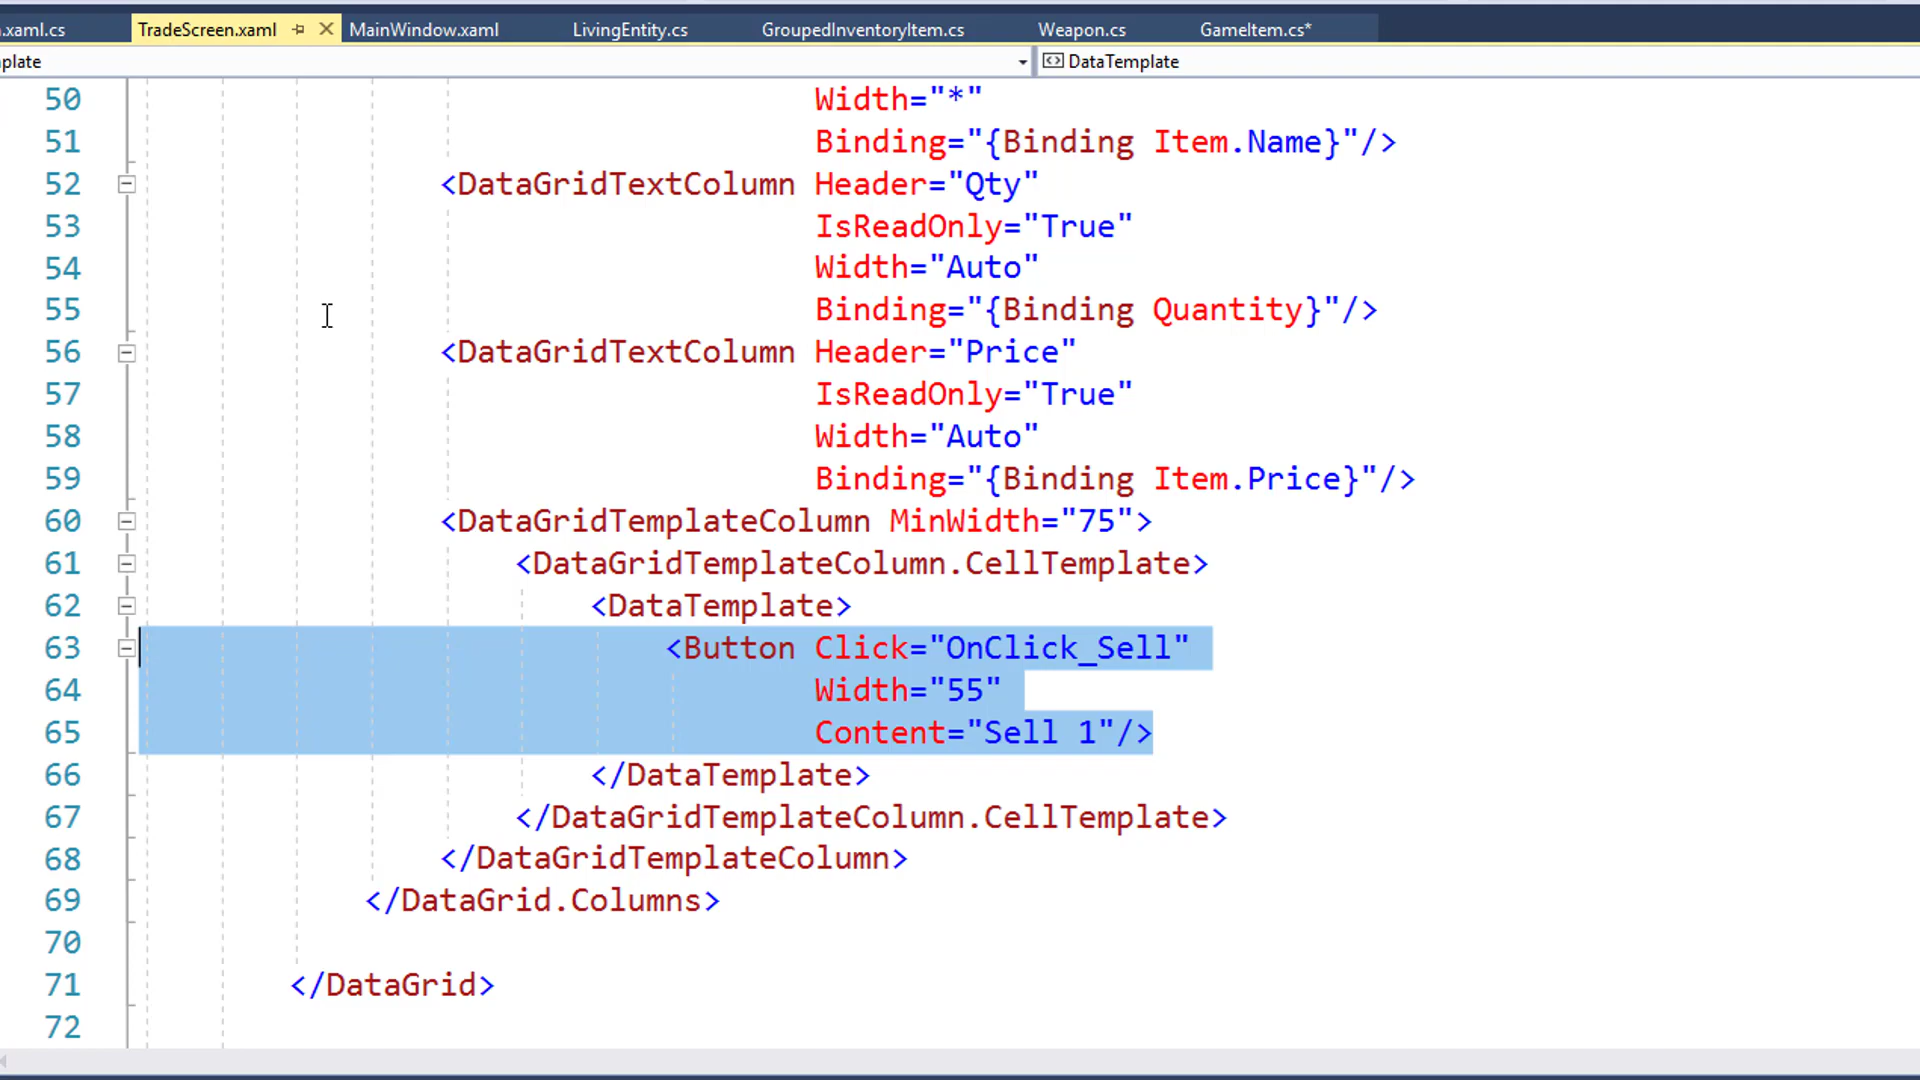 .xaml.cs TradeScreen.xaml MainWindow.xaml LivingEntity.cs GroupedInventoryItem.cs Weapon.cs GameItem.cs*
plate DataTemplate
50 Width="*"
51 Binding="{Binding Item.Name}"/>
52 <DataGridTextColumn Header="Qty"
53 IsReadOnly="True"
54 Width="Auto"
55 Binding="{Binding Quantity}"/>
56 <DataGridTextColumn Header="Price"
57 IsReadOnly="True"
58 Width="Auto"
59 Binding="{Binding Item.Price}"/>
60 <DataGridTemplateColumn MinWidth="75">
61 <DataGridTemplateColumn.CellTemplate>
62 <DataTemplate>
63 <Button Click="OnClick_Sell"
64 Width="55"
65 Content="Sell 1"/>
66 </DataTemplate>
67 </DataGridTemplateColumn.CellTemplate>
68 </DataGridTemplateColumn>
69 </DataGrid.Columns>
70
71 </DataGrid>
72